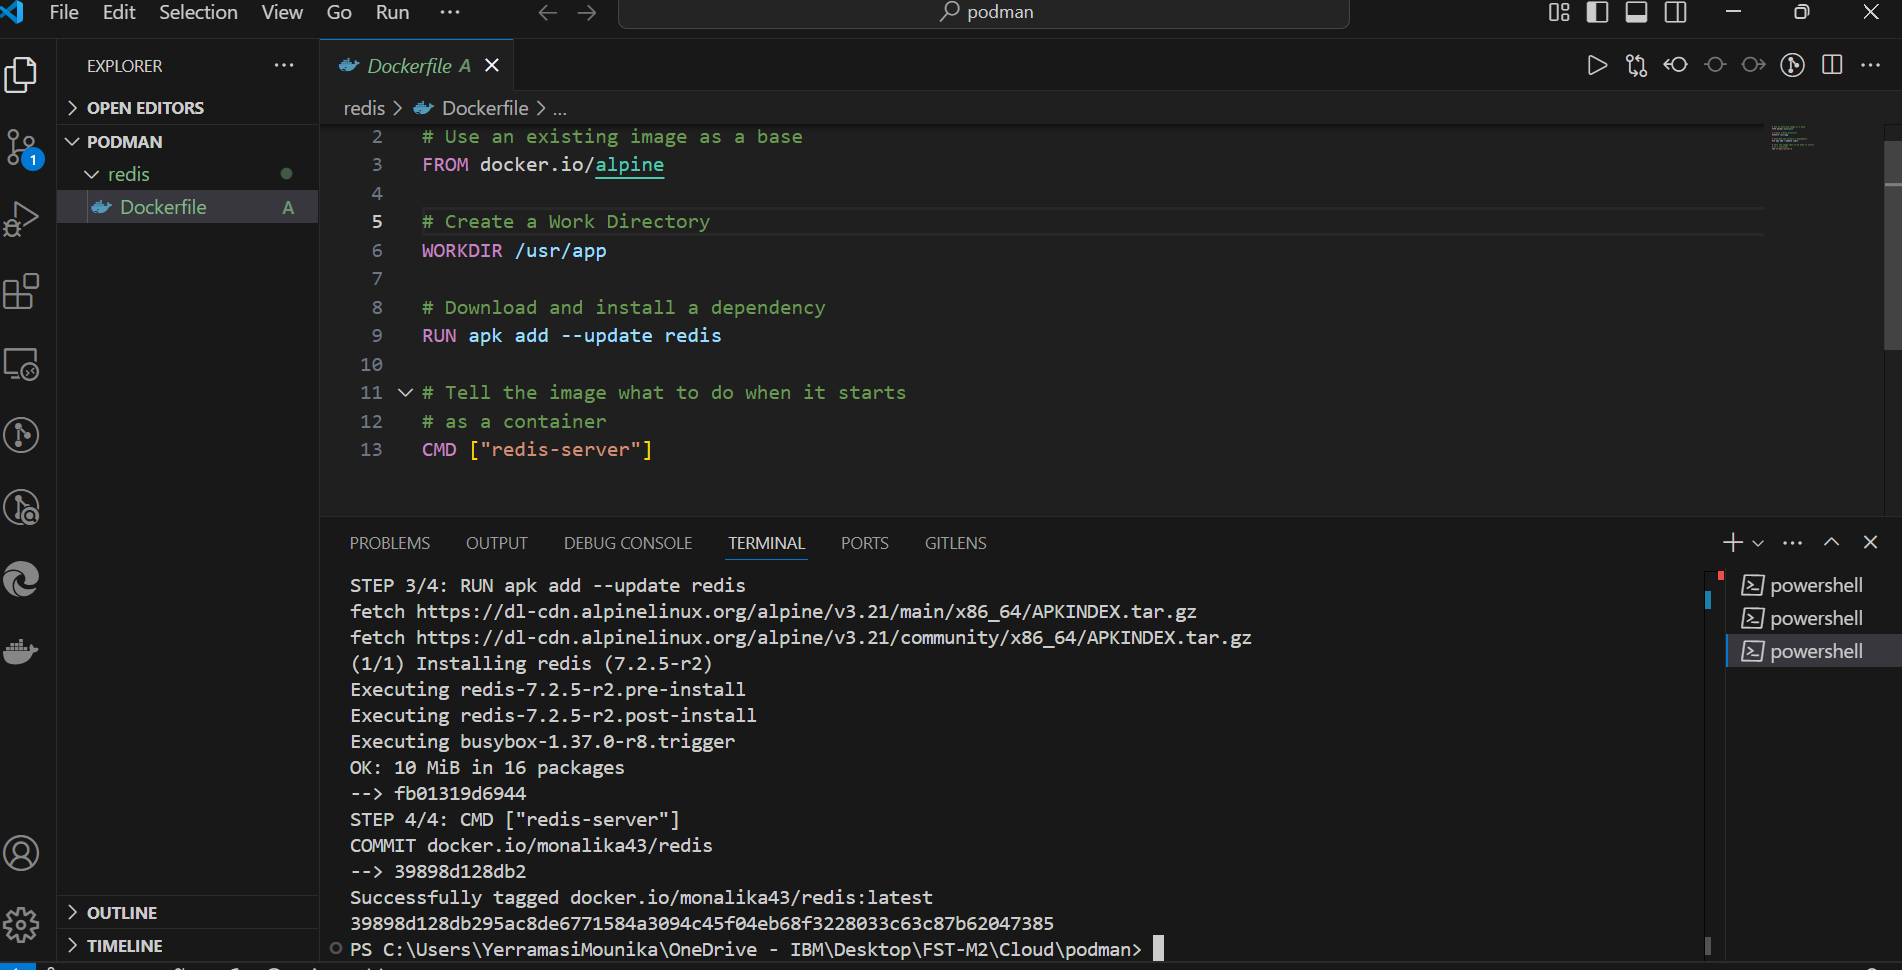 File Edit Selection View Go Run ...
podman
EXPLORER ...
OPEN EDITORS
PODMAN
redis
Dockerfile A
1
Dockerfile A
redis > Dockerfile > ...
2 # Use an existing image as a base
3 FROM docker.io/alpine
4
5 # Create a Work Directory
6 WORKDIR /usr/app
7
8 # Download and install a dependency
9 RUN apk add --update redis
10
11 # Tell the image what to do when it starts
12 # as a container
13 CMD ["redis-server"]
PROBLEMS OUTPUT DEBUG CONSOLE TERMINAL PORTS GITLENS
STEP 3/4: RUN apk add --update redis
fetch https://dl-cdn.alpinelinux.org/alpine/v3.21/main/x86_64/APKINDEX.tar.gz
fetch https://dl-cdn.alpinelinux.org/alpine/v3.21/community/x86_64/APKINDEX.tar.gz
(1/1) Installing redis (7.2.5-r2)
Executing redis-7.2.5-r2.pre-install
Executing redis-7.2.5-r2.post-install
Executing busybox-1.37.0-r8.trigger
OK: 10 MiB in 16 packages
--> fb01319d6944
STEP 4/4: CMD ["redis-server"]
COMMIT docker.io/monalika43/redis
--> 39898d128db2
Successfully tagged docker.io/monalika43/redis:latest
39898d128db295ac8de6771584a3094c45f04eb68f3228033c63c87b62047385
PS C:\Users\YerramasiMounika\OneDrive - IBM\Desktop\FST-M2\Cloud\podman>
powershell
powershell
powershell
OUTLINE
TIMELINE